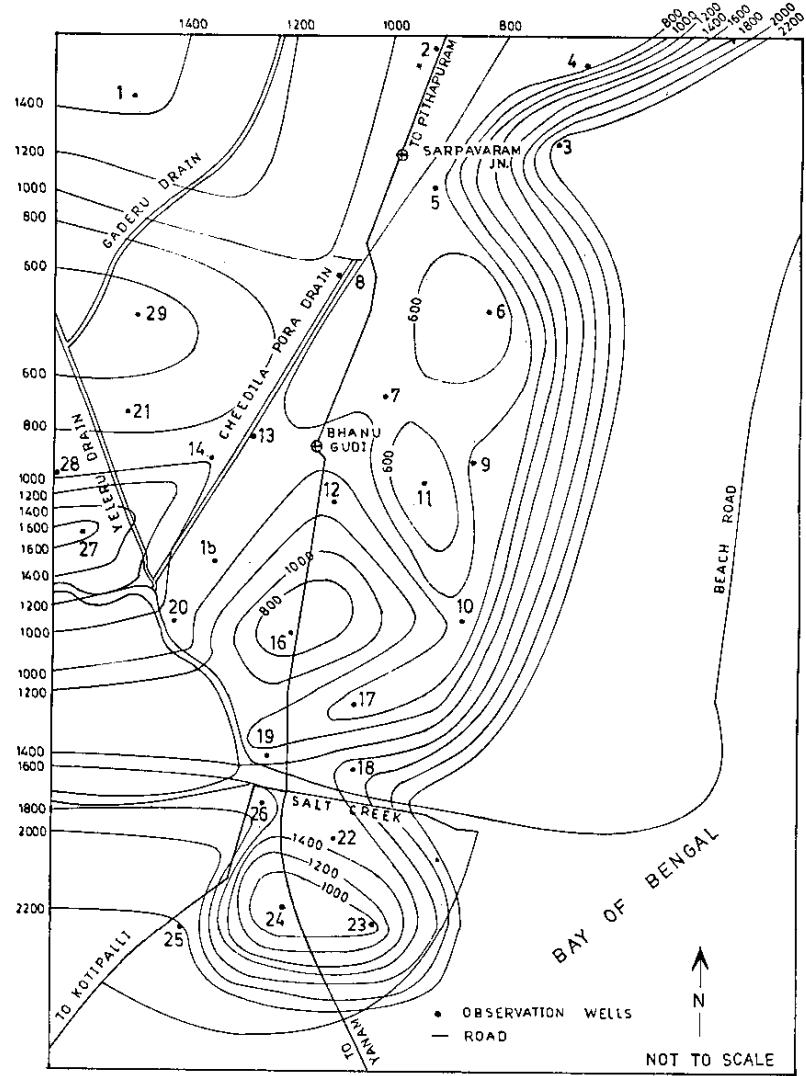 1400 1200 1000 800
800 1000 1200 1400 1600 1800 2000 2200
1400
1200
1000
800
600
600
800
1000
1200
1400
1600
1600
1400
1200
1000
1000
1200
1400
1600
1800
2000
2200
1
2
TO PITHAPURAM
4
SARPAVARAM
JN.
3
5
GADERU DRAIN
8
6
600
29
CHEEDILA-PORA DRAIN
7
21
13
BHANU
GUDI
14
600
9
YELERU DRAIN
28
11
12
27
15
1000
800
20
10
16
BEACH ROAD
17
19
18
SALT CREEK
26
22
1400
1200
1000
24
23
25
BAY OF BENGAL
TO KOTIPALLI
TO
YANAM
N
OBSERVATION WELLS
ROAD
NOT TO SCALE